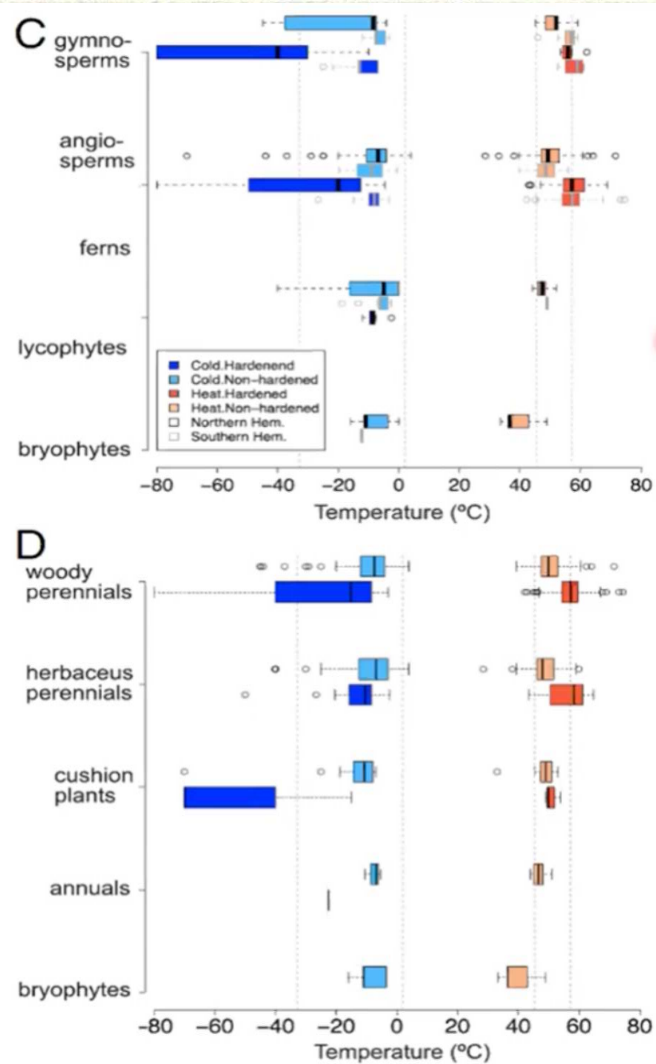 C
gymno-
sperms
angio-
sperms
ferns
lycophytes
bryophytes
Cold.Hardenend
Cold.Non-hardened
Heat.Hardened
Heat.Non-hardened
Northern Hem.
Southern Hem.
-80 -60 -40 -20 0 20 40 60 80
Temperature (ºC)
D
woody
perennials
herbaceus
perennials
cushion
plants
annuals
bryophytes
-80 -60 -40 -20 0 20 40 60 80
Temperature (ºC)